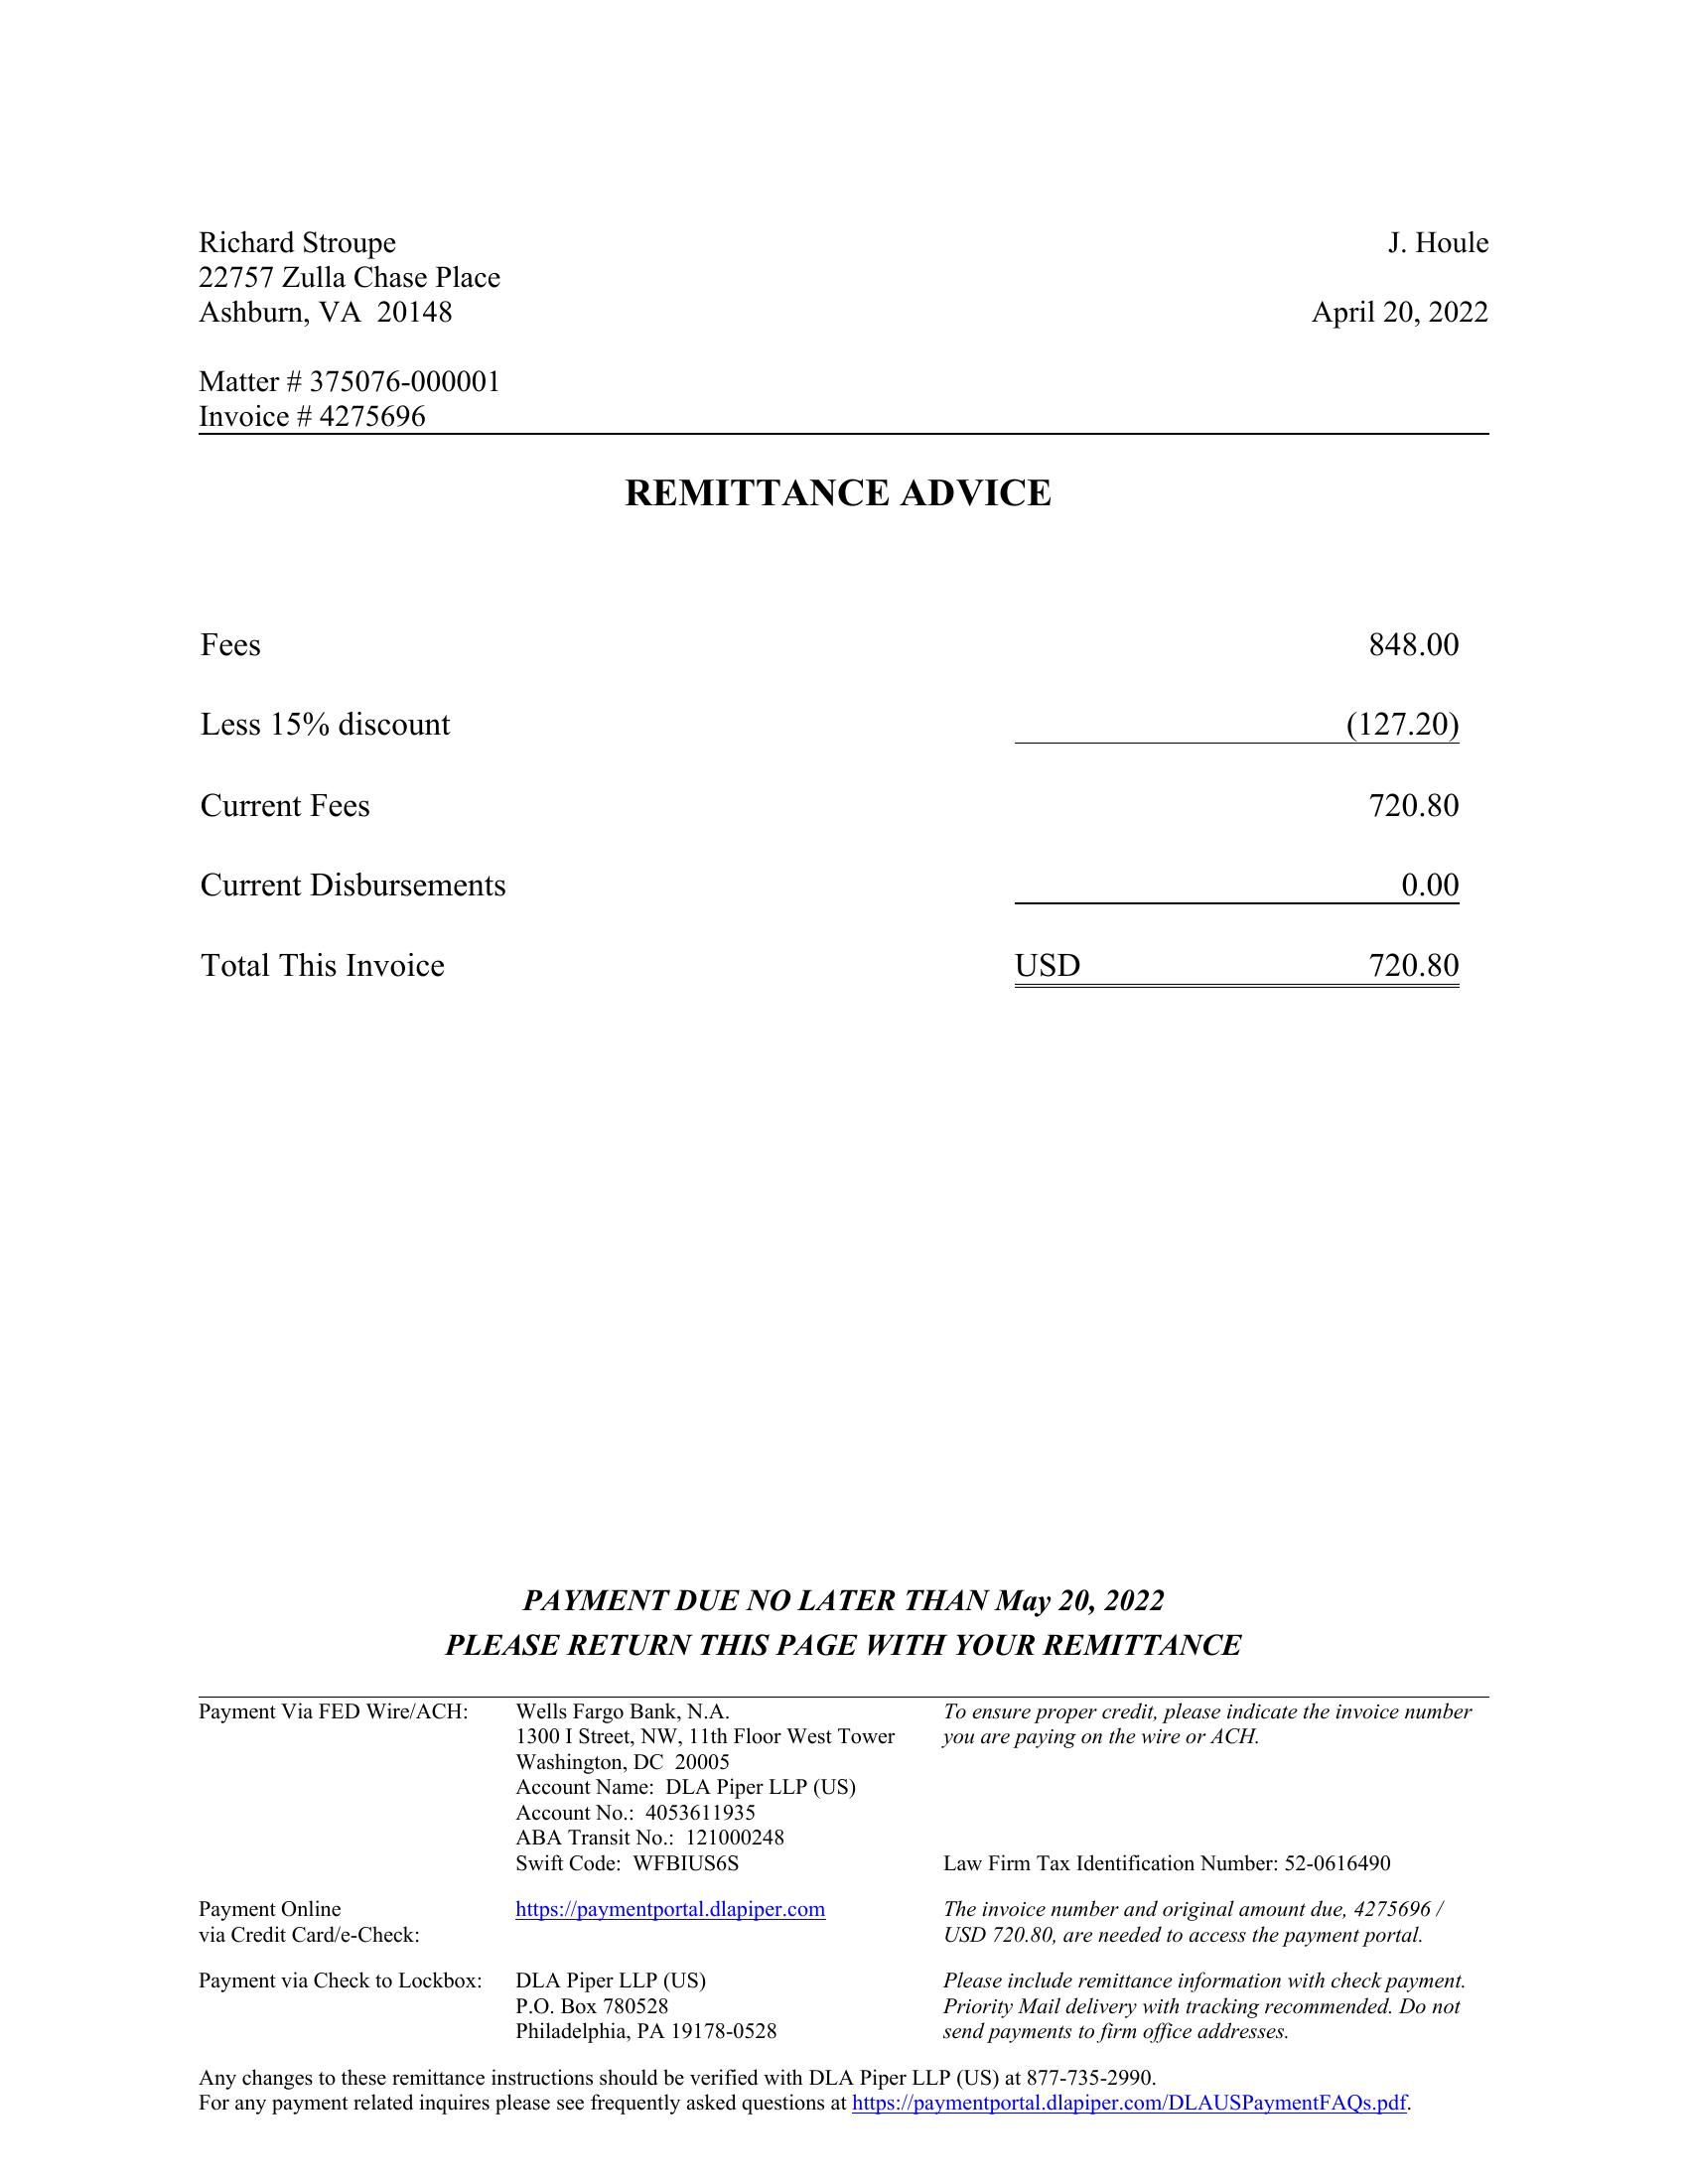 Richard Stroupe
J. Houle
22757 Zulla Chase Place
Ashburn, VA  20148
April 20, 2022
Matter # 375076-000001
Invoice # 4275696
REMITTANCE ADVICE
Fees 848.00
Less 15% discount (127.20)
Current Fees 720.80
Current Disbursements 0.00
Total This Invoice USD 720.80
PAYMENT DUE NO LATER THAN May 20, 2022
PLEASE RETURN THIS PAGE WITH YOUR REMITTANCE
Payment Via FED Wire/ACH:
Wells Fargo Bank, N.A.
1300 I Street, NW, 11th Floor West Tower
Washington, DC  20005
Account Name:  DLA Piper LLP (US)
Account No.:  4053611935
ABA Transit No.:  121000248
Swift Code:  WFBIUS6S
To ensure proper credit, please indicate the invoice number
you are paying on the wire or ACH.
Law Firm Tax Identification Number: 52-0616490
Payment Online
via Credit Card/e-Check:
https://paymentportal.dlapiper.com
The invoice number and original amount due, 4275696 /
USD 720.80, are needed to access the payment portal.
Payment via Check to Lockbox:
DLA Piper LLP (US)
P.O. Box 780528
Philadelphia, PA 19178-0528
Please include remittance information with check payment.
Priority Mail delivery with tracking recommended. Do not
send payments to firm office addresses.
Any changes to these remittance instructions should be verified with DLA Piper LLP (US) at 877-735-2990.
For any payment related inquires please see frequently asked questions at https://paymentportal.dlapiper.com/DLAUSPaymentFAQs.pdf.